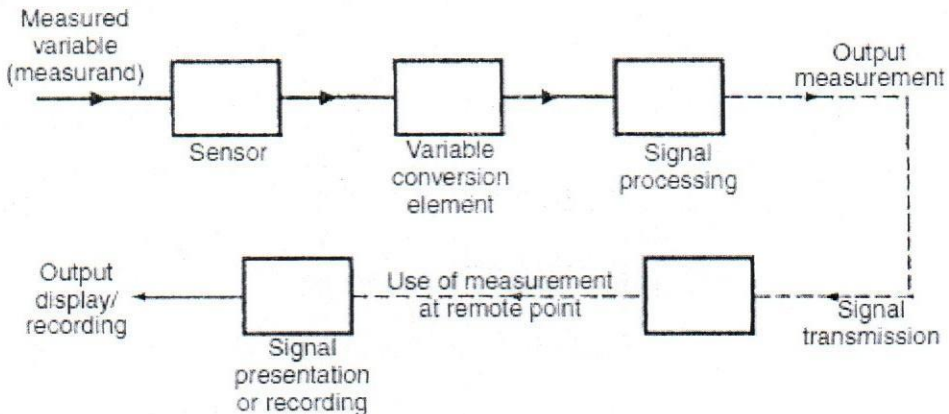 Measured
variable
(measurand)
Sensor
Variable
conversion
element
Signal
processing
Output
measurement
Output
display/
recording
Signal
presentation
or recording
Use of measurement
at remote point
Signal
transmission